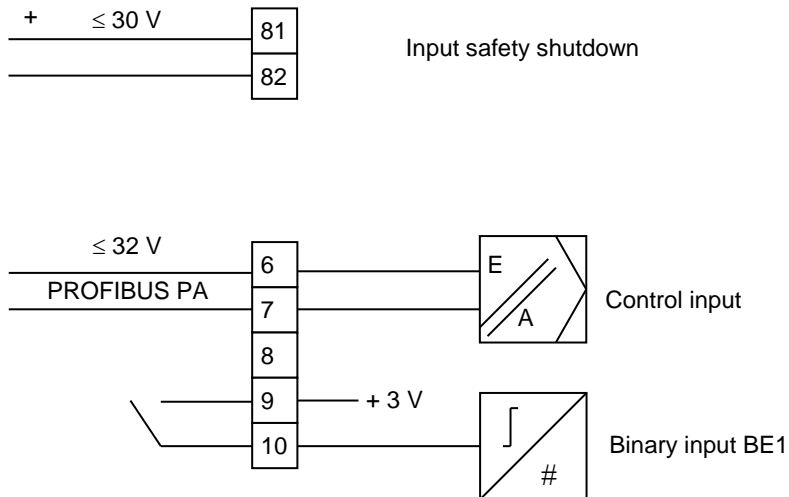 + ≤ 30 V
81
Input safety shutdown
82
≤ 32 V
6
E
PROFIBUS PA
Control input
7
A
8
9
+ 3 V
10
Binary input BE1
#